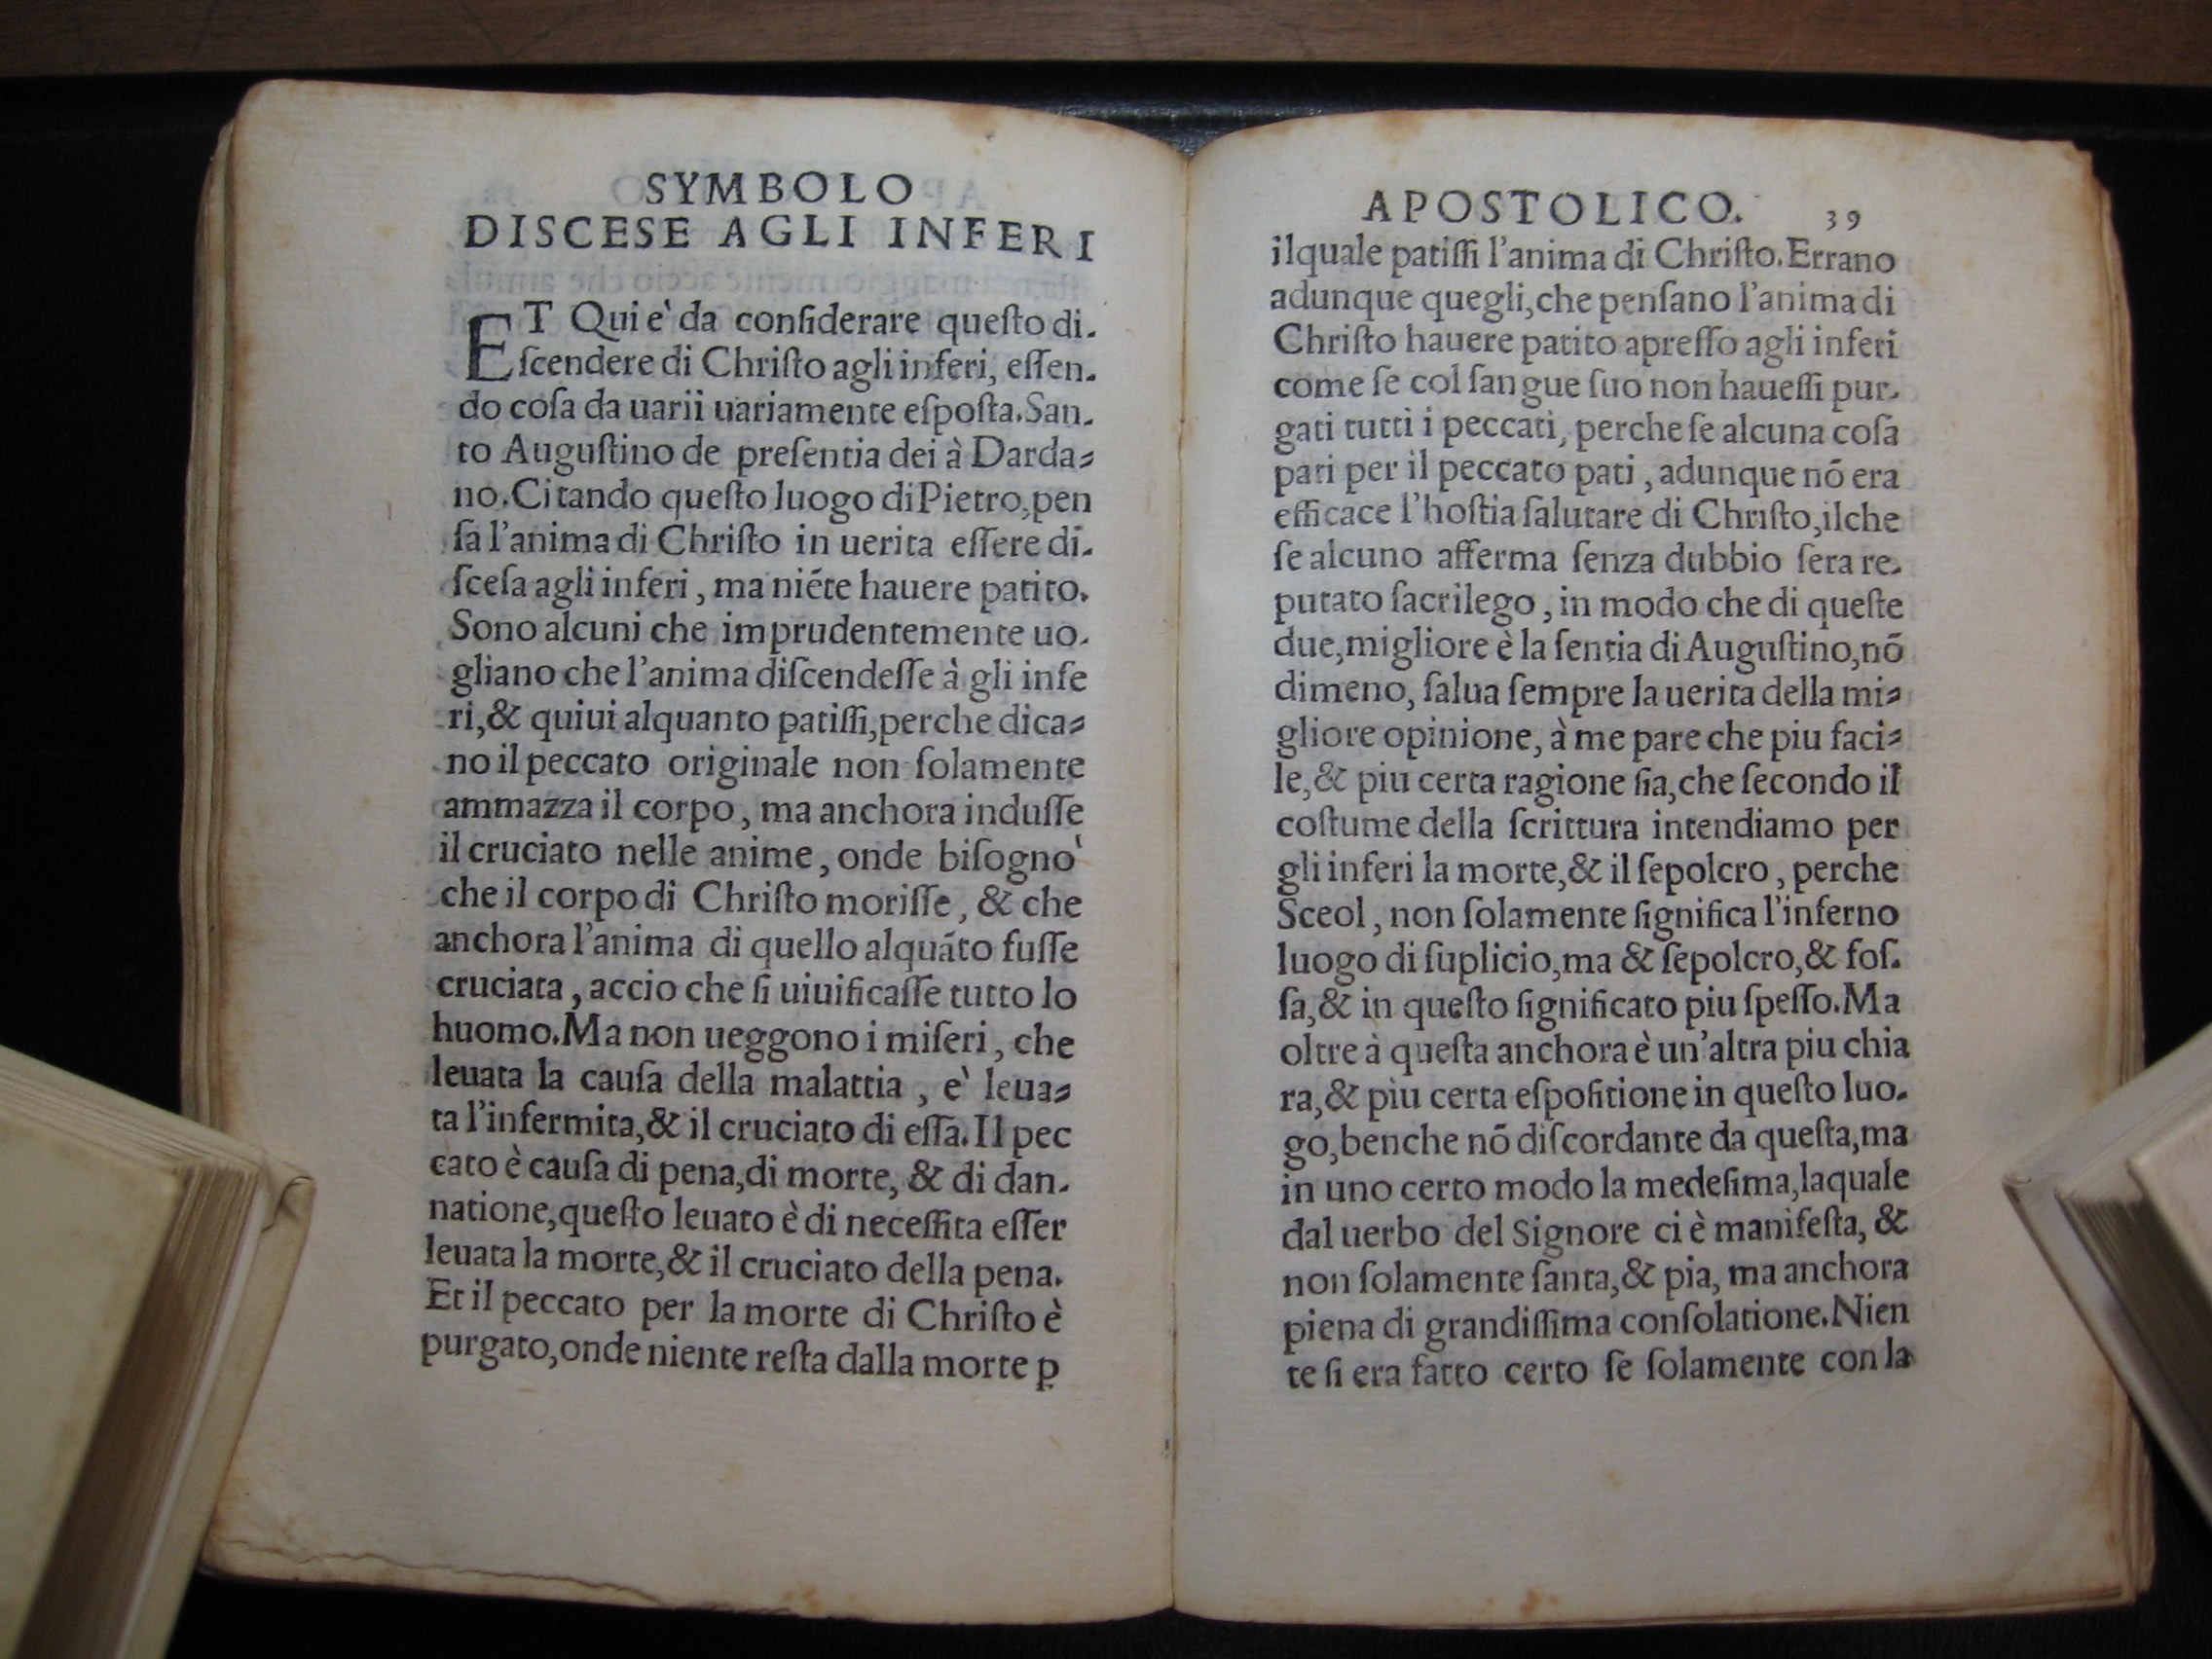 SYMBOLO
DISCESE AGLI INFERI
ET Qui e' da conſiderare queſto di-
ſcendere di Chriſto agli inferi, eſſen-
do coſa da uarii uariamente eſpoſta. San-
to Auguſtino de preſentia dei à Darda-
no. Citando queſto luogo di Pietro, pen
ſa l'anima di Chriſto in uerita eſſere di-
ſceſa agli inferi, ma niẽte hauere patito.
Sono alcuni che imprudentemente uo-
gliano che l'anima diſcendeſſe à gli infe
ri, & quiui alquanto patiſſi, perche dica-
no il peccato originale non ſolamente
ammazza il corpo, ma anchora induſſe
il cruciato nelle anime, onde biſogno'
che il corpo di Chriſto moriſſe, & che
anchora l'anima di quello alquãto fuſſe
cruciata, accio che ſi uiuificaſſe tutto lo
huomo. Ma non ueggono i miſeri, che
leuata la cauſa della malattia, e' leua-
ta l'infermita, & il cruciato di eſſa. Il pec
cato è cauſa di pena, di morte, & di dan-
natione, queſto leuato è di neceſſita eſſer
leuata la morte, & il cruciato della pena.
Et il peccato per la morte di Chriſto è
purgato, onde niente reſta dalla morte ꝑ
APOSTOLICO. 39
ilquale patiſſi l'anima di Chriſto. Errano
adunque quegli, che penſano l'anima di
Chriſto hauere patito apreſſo agli inferi
come ſe col ſangue ſuo non haueſſi pur-
gati tutti i peccati, perche ſe alcuna coſa
pati per il peccato pati, adunque nõ era
efficace l'hoſtia ſalutare di Chriſto, ilche
ſe alcuno afferma ſenza dubbio ſera re-
putato ſacrilego, in modo che di queſte
due, migliore è la ſentia di Auguſtino, nõ
dimeno, ſalua ſempre la uerita della mi-
gliore opinione, à me pare che piu faci-
le, & piu certa ragione ſia, che ſecondo il
coſtume della ſcrittura intendiamo per
gli inferi la morte, & il ſepolcro, perche
Sceol, non ſolamente ſignifica l'inferno
luogo di ſuplicio, ma & ſepolcro, & foſ-
ſa, & in queſto ſignificato piu ſpeſſo. Ma
oltre à queſta anchora è un'altra piu chia
ra, & piu certa eſpoſitione in queſto luo-
go, benche nõ diſcordante da queſta, ma
in uno certo modo la medeſima, laquale
dal uerbo del Signore ci è manifeſta, &
non ſolamente ſanta, & pia, ma anchora
piena di grandiſſima conſolatione. Nien
te ſi era fatto certo ſe ſolamente con la